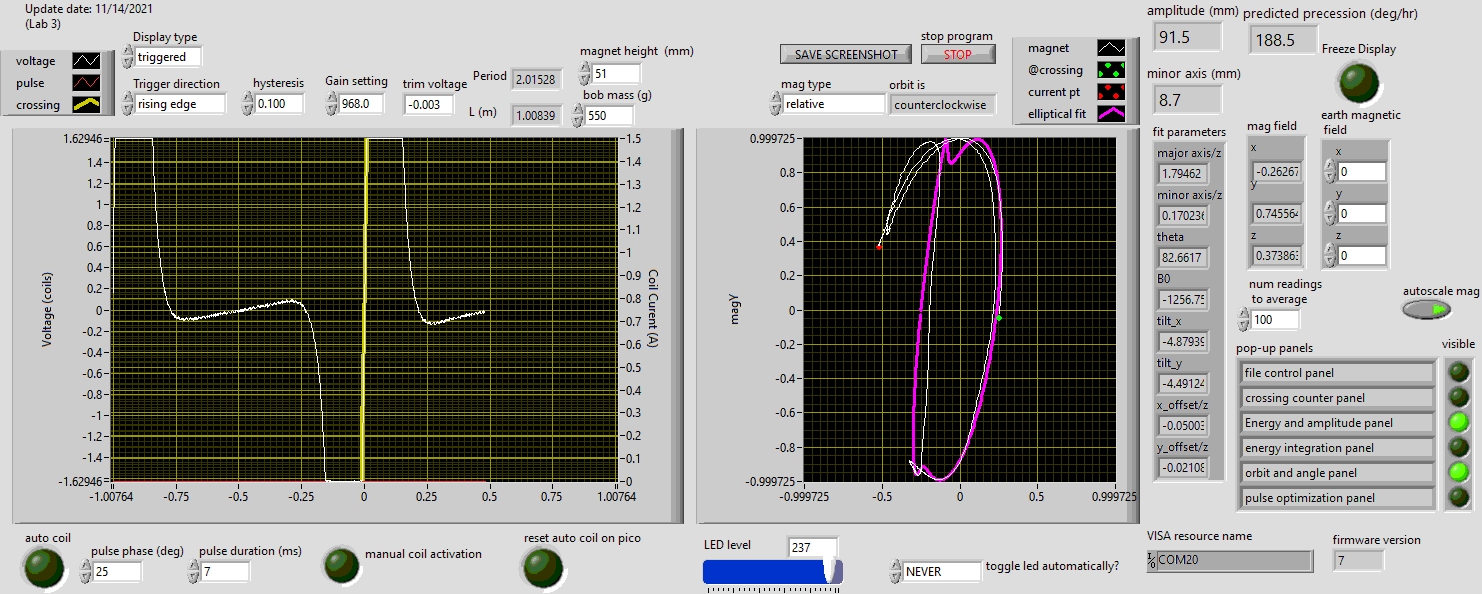 Update date: 11/14/2021
(Lab 3)
voltage
pulse
crossing
Display type
triggered
Trigger direction
rising edge
hysteresis
0.100
Gain setting
968.0
trim voltage
-0.003
Period
2.01528
L (m)
1.00839
magnet height (mm)
51
bob mass (g)
550
1.62946
1.4
1.2
1
0.8
0.6
0.4
0.2
0
-0.2
-0.4
-0.6
-0.8
-1
-1.2
-1.4
-1.62946
Voltage (coils)
-1.00764
-0.75
-0.5
-0.25
0
0.25
0.5
0.75
1.00764
1.5
1.4
1.3
1.2
1.1
1
0.9
0.8
0.7
0.6
0.5
0.4
0.3
0.2
0.1
0
Coil Curent (A)
SAVE SCREENSHOT
stop program
STOP
mag type
relative
orbit is
counterclockwise
magnet
@crossing
current pt
elliptical fit
0.999725
0.8
0.6
0.4
0.2
0
-0.2
-0.4
-0.6
-0.8
-0.999725
magy
-0.999725
-0.5
0
0.5
0.999725
amplitude (mm)
91.5
predicted precession (deg/hr)
188.5
minor axis (mm)
8.7
Freeze Display
fit parameters
major axis/z
1.79462
minor axis/z
0.17023
theta
82.6617
B0
-1256.75
tilt_x
-4.8793
tilt_y
-4.49124
x_offset/z
-0.0500
y_offset/z
-0.0210
mag field
x
-0.26267
y
0.74556
z
0.37386
earth magnetic
field
x
0
y
0
z
0
num readings
to average
100
autoscale mag
pop-up panels
visible
file control panel
crossing counter panel
Energy and amplitude panel
energy integration panel
orbit and angle panel
pulse optimization panel
auto coil
pulse phase (deg)
25
pulse duration (ms)
7
manual coil activation
reset auto coil on pico
LED level
237
NEVER
toggle led automatically?
VISA resource name
COM20
firmware version
7